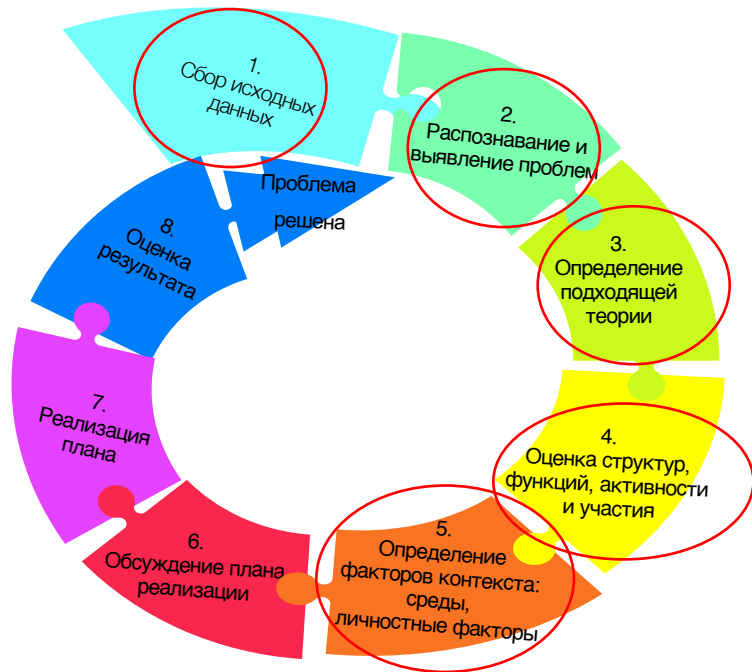 1.
Сбор исходных
данных
2.
Распознавание и
выявление проблем
3.
Определение
подходящей
теории
4.
Оценка структур,
функций, активности
и участия
5.
Определение
факторов контекста:
среды,
личностные факторы
6.
Обсуждение плана
реализации
7.
Реализация
плана
8.
Оценка
результата
Проблема
решена